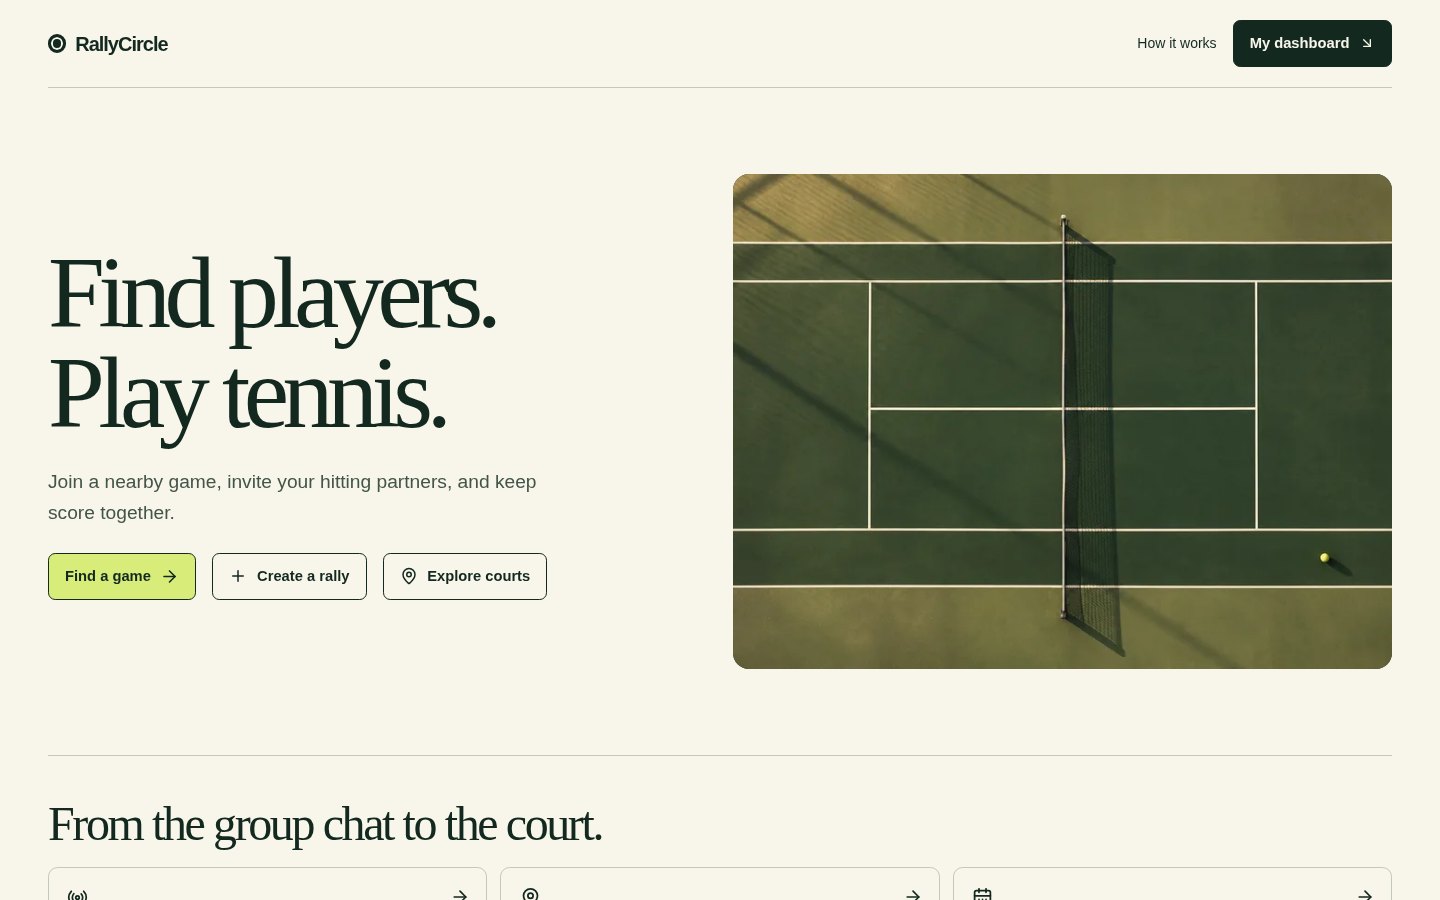 RallyCircle
How it works
My dashboard
Find players.
Play tennis.
Join a nearby game, invite your hitting partners, and keep
score together.
Find a game
Create a rally
Explore courts
From the group chat to the court.